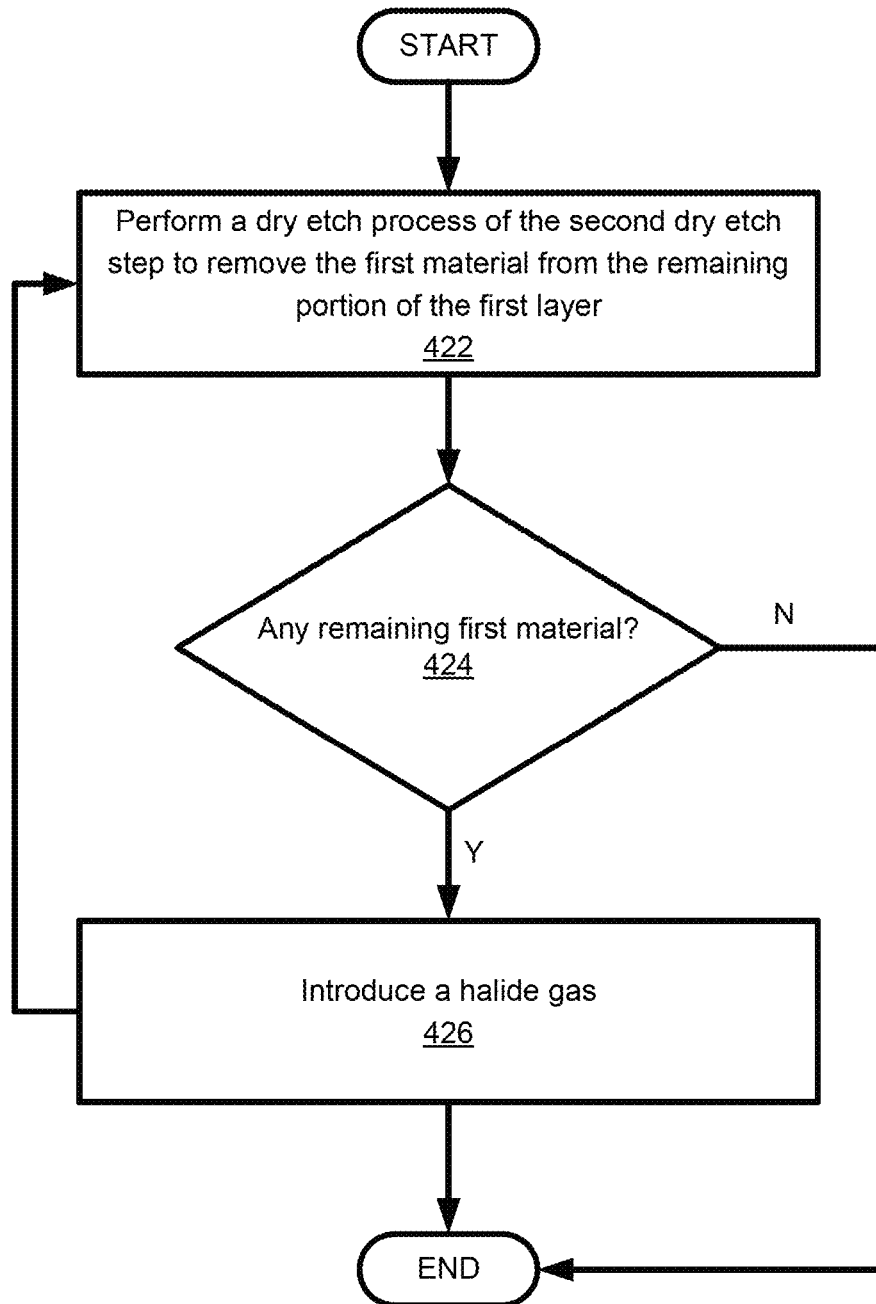 START
Perform a dry etch process of the second dry etch
step to remove the first material from the remaining
portion of the first layer
422
Any remaining first material?
424
N
Y
Introduce a halide gas
426
END